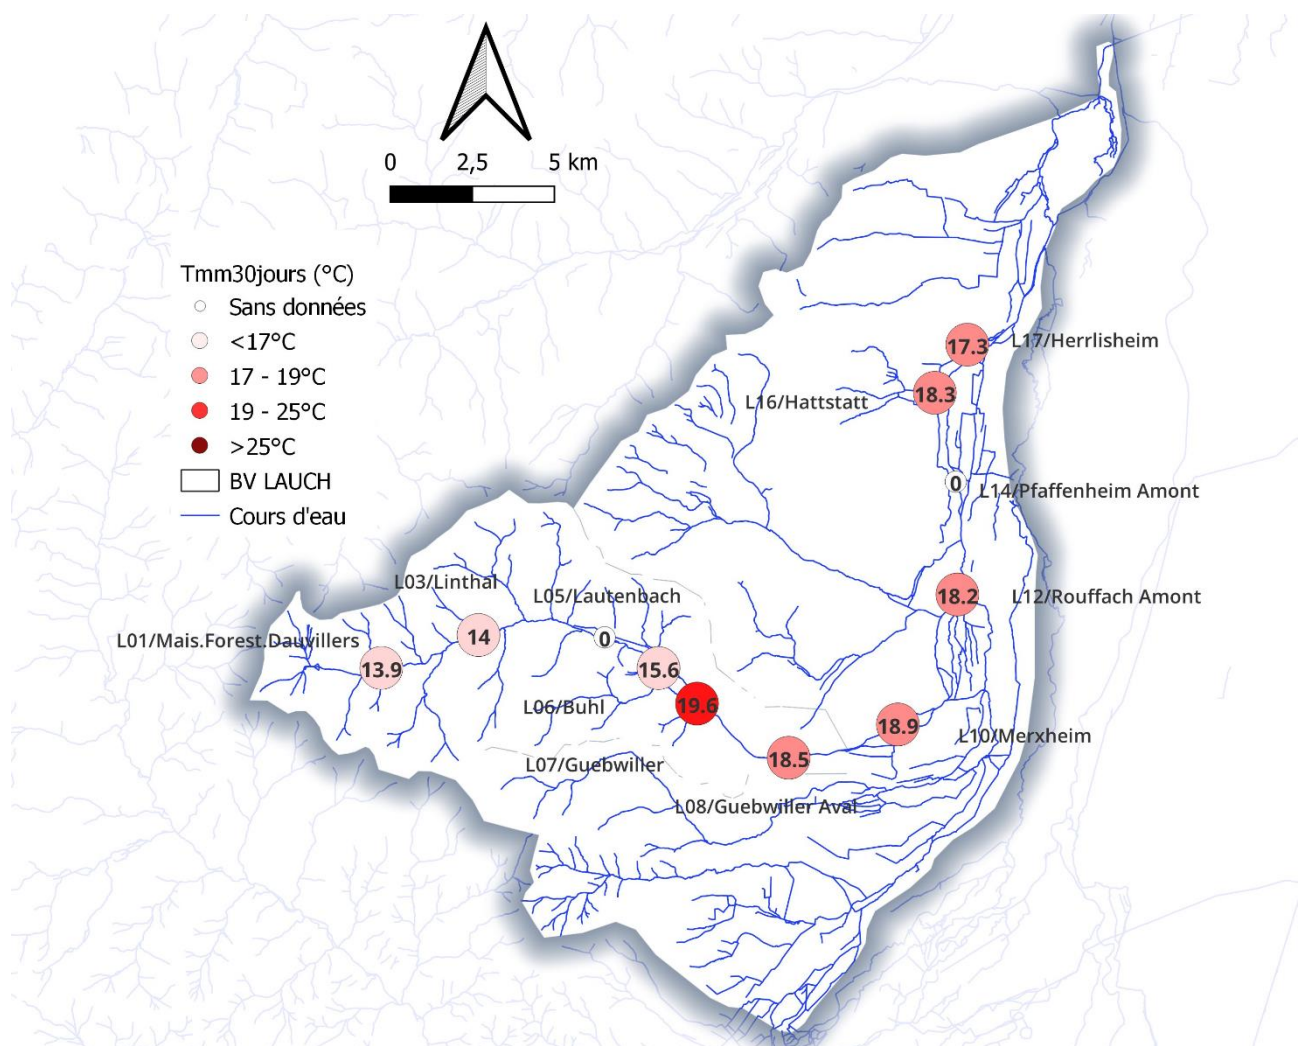 0 2,5 5 km
Tmm30jours (°C)
Sans données
<17°C
17 - 19°C
19 - 25°C
>25°C
BV LAUCH
Cours d'eau
17.3
L17/Herrlisheim
18.3
L16/Hattstatt
0
L14/Pfaffenheim Amont
L03/Linthal
L05/Lautenbach
18.2
L12/Rouffach Amont
L01/Mais.Forest.Dauvillers
13.9
14
0
15.6
L06/Buhl
19.6
18.9
L10/Merxheim
L07/Guebwiller
18.5
L08/Guebwiller Aval